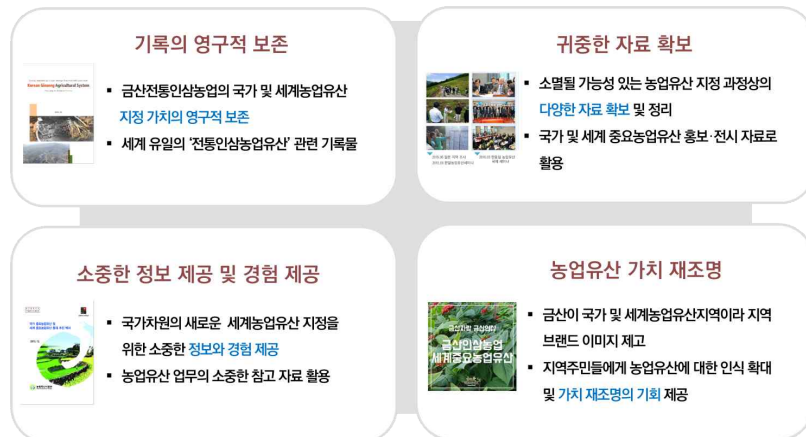 기록의 영구적 보존
Korean Ginseng Agricultural System
▪ 금산전통인삼농업의 국가 및 세계농업유산
지정 가치의 영구적 보존
▪ 세계 유일의 ‘전통인삼농업유산’ 관련 기록물
귀중한 자료 확보
▪ 소멸될 가능성 있는 농업유산 지정 과정상의
다양한 자료 확보 및 정리
▪ 국가 및 세계 중요농업유산 홍보·전시 자료로
활용
소중한 정보 제공 및 경험 제공
▪ 국가차원의 새로운 세계농업유산 지정을
위한 소중한 정보와 경험 제공
▪ 농업유산 업무의 소중한 참고 자료 활용
농업유산 가치 재조명
금산자락 금삼인삼
금산인삼농업
세계중요농업유산
▪ 금산이 국가 및 세계농업유산지역이라 지역
브랜드 이미지 제고
▪ 지역주민들에게 농업유산에 대한 인식 확대
및 가치 재조명의 기회 제공